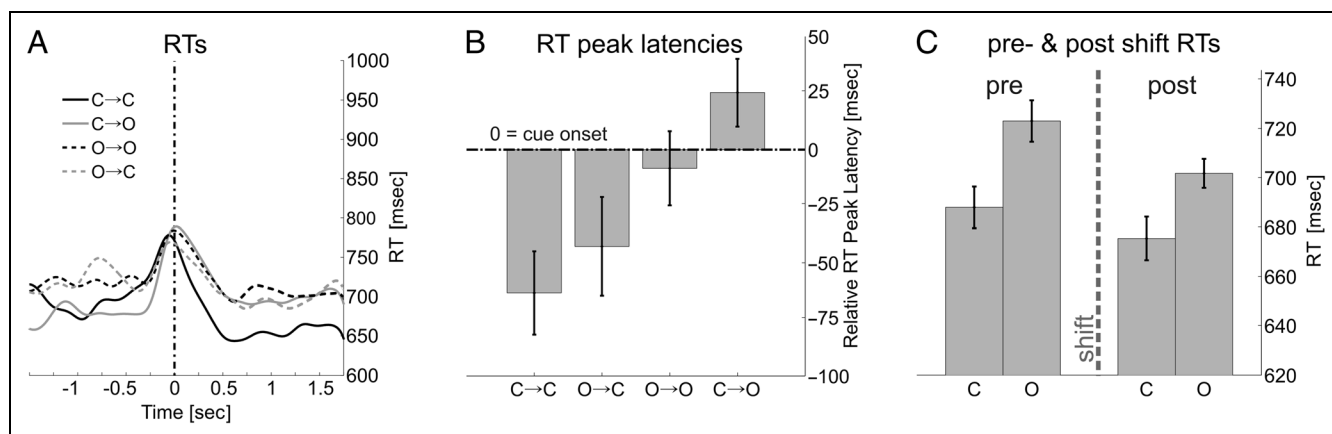 A
RTs
C→C
C→O
O→O
O→C
1000
950
900
850
800
750
700
650
600
RT [msec]
-1 -0.5 0 0.5 1 1.5
Time [sec]
B
RT peak latencies
0 = cue onset
50
25
0
−25
−50
−75
−100
Relative RT Peak Latency [msec]
C→C O→C O→O C→O
C
pre- & post shift RTs
pre post
shift
740
720
700
680
660
640
620
RT [msec]
C O C O